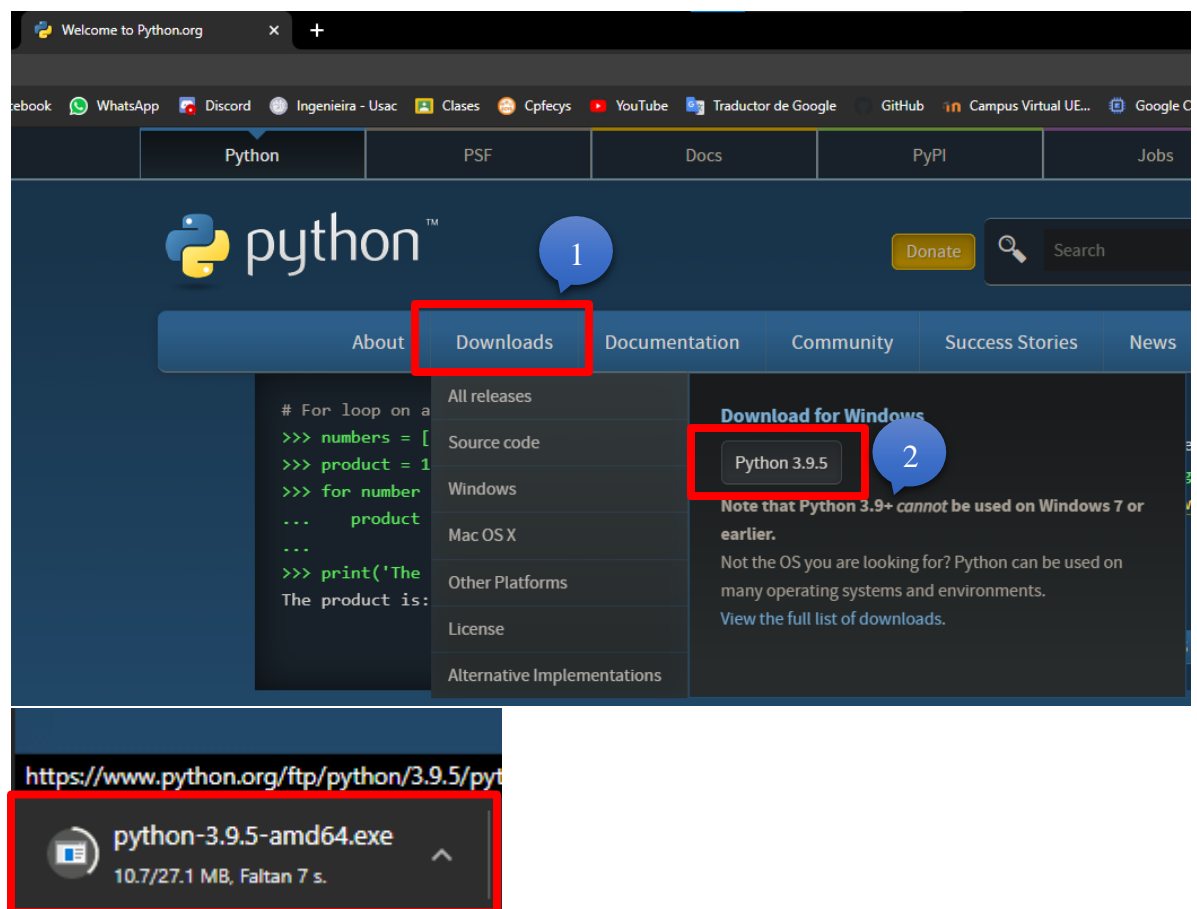 Welcome to Python.org
cebook WhatsApp Discord Ingenieira - Usac Clases Cpfecys YouTube Traductor de Google GitHub Campus Virtual UE... Google C
Python PSF Docs PyPI Jobs
python™
1
Donate
Search
About Downloads Documentation Community Success Stories News
# For loop on a
>>> numbers = [
>>> product = 1
>>> for number
... product
...
>>> print('The
The product is:
All releases
Source code
Windows
Mac OS X
Other Platforms
License
Alternative Implementations
Download for Windows
Python 3.9.5
2
Note that Python 3.9+ cannot be used on Windows 7 or
earlier.
Not the OS you are looking for? Python can be used on
many operating systems and environments.
View the full list of downloads.
https://www.python.org/ftp/python/3.9.5/pyt
python-3.9.5-amd64.exe
10.7/27.1 MB, Faltan 7 s.